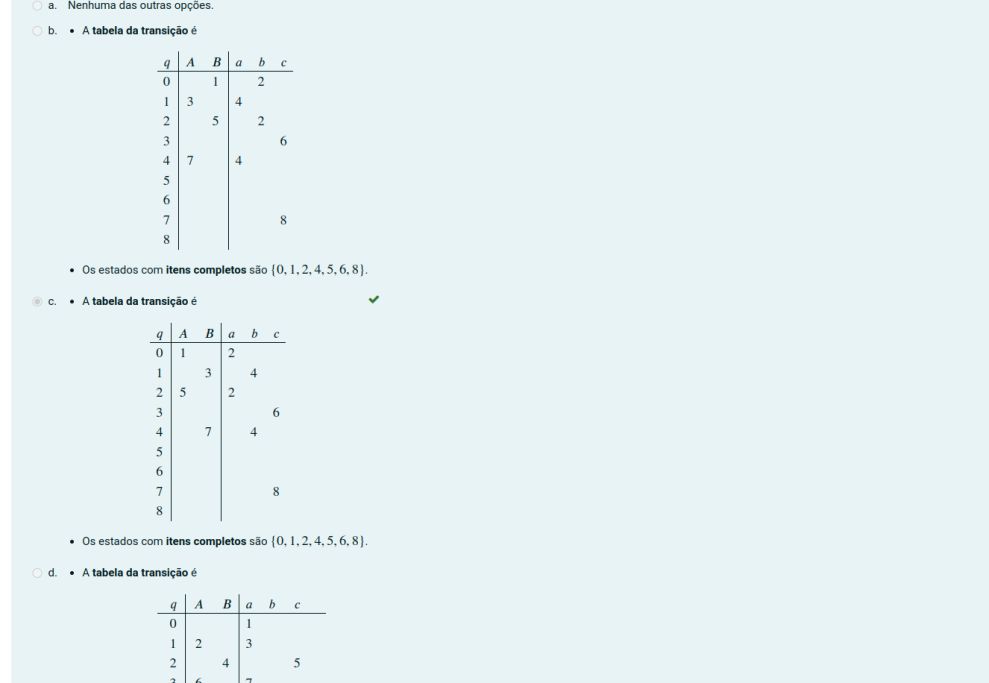 a. Nenhuma das outras opções.
b. • A tabela da transição é
q A B a b c
0 1 2
1 3 4
2 5 2
3 6
4 7 4
5
6
7 8
8
• Os estados com itens completos são {0, 1, 2, 4, 5, 6, 8}.
c. • A tabela da transição é
q A B a b c
0 1 2
1 3 4
2 5 2
3 6
4 7 4
5
6
7 8
8
• Os estados com itens completos são {0, 1, 2, 4, 5, 6, 8}.
d. • A tabela da transição é
q A B a b c
0 1
1 2 3
2 4 5
3 6 7